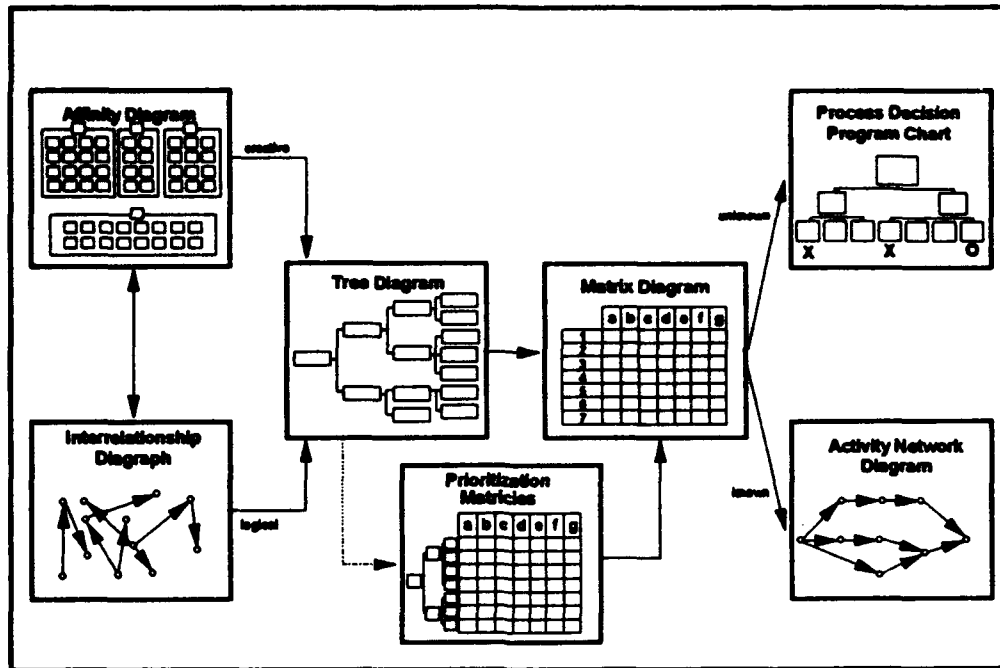 Affinity Diagram
creative
Interrelationship
Diagraph
logical
Tree Diagram
Prioritization
Matricies
a b c d e f g
Matrix Diagram
a b c d e f g
1
2
3
4
5
6
7
unknown
known
Process Decision
Program Chart
X X O
Activity Network
Diagram